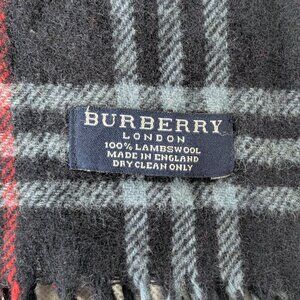 BURBERRY
LONDON
100% LAMBSWOOL
MADE IN ENGLAND
DRY CLEAN ONLY